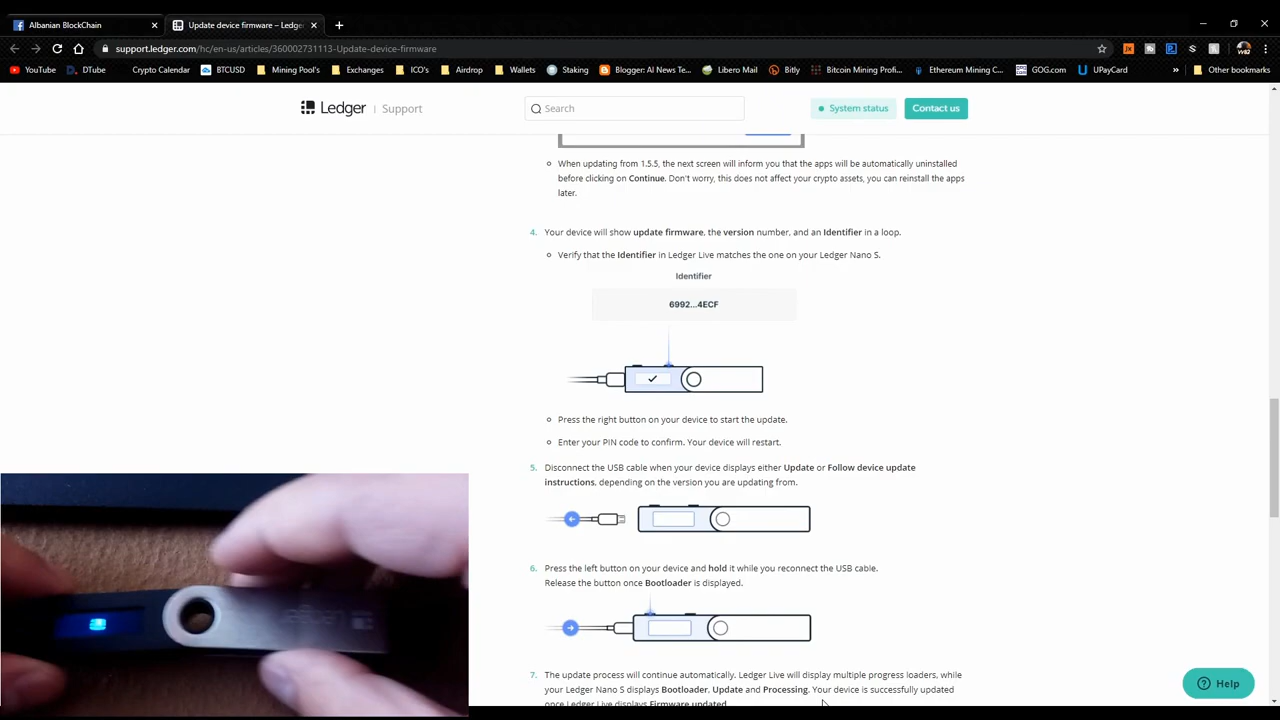 Albanian BlockChain
Update device firmware – Ledge
support.ledger.com/hc/en-us/articles/360002731113-Update-device-firmware
YouTube
DTube
Crypto Calendar
BTCUSD
Mining Pool's
Exchanges
ICO's
Airdrop
Wallets
Staking
Blogger: AI News Te...
Libero Mail
Bitly
Bitcoin Mining Profi...
Ethereum Mining C...
GOG.com
UPayCard
»
Other bookmarks
Ledger | Support
Search
System status
Contact us
When updating from 1.5.5, the next screen will inform you that the apps will be automatically uninstalled
before clicking on Continue. Don't worry, this does not affect your crypto assets, you can reinstall the apps
later.
4. Your device will show update firmware, the version number, and an Identifier in a loop.
Verify that the Identifier in Ledger Live matches the one on your Ledger Nano S.
Identifier
6992...4ECF
Press the right button on your device to start the update.
Enter your PIN code to confirm. Your device will restart.
5. Disconnect the USB cable when your device displays either Update or Follow device update
instructions, depending on the version you are updating from.
6. Press the left button on your device and hold it while you reconnect the USB cable.
Release the button once Bootloader is displayed.
7. The update process will continue automatically. Ledger Live will display multiple progress loaders, while
your Ledger Nano S displays Bootloader, Update and Processing. Your device is successfully updated
once Ledger Live displays Firmware updated.
Help